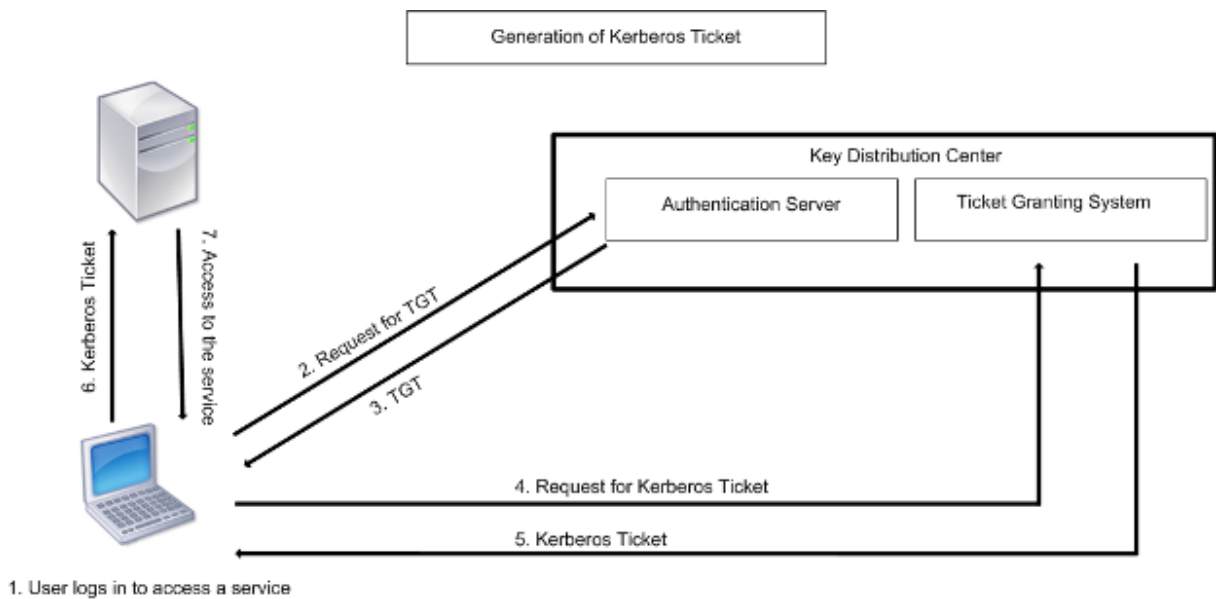 Generation of Kerberos Ticket
Key Distribution Center
Authentication Server
Ticket Granting System
6. Kerberos Ticket
7. Access to the service
2. Request for TGT
3. TGT
4. Request for Kerberos Ticket
5. Kerberos Ticket
1. User logs in to access a service